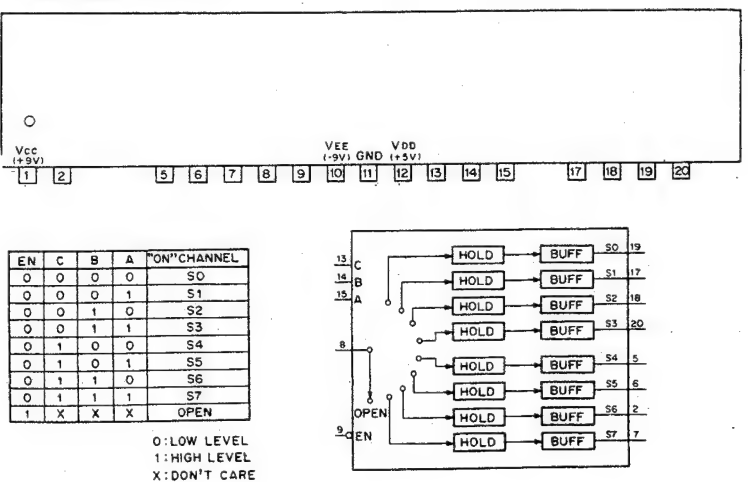 Vcc
(+9V)
VEE
(-9V)
GND
VDD
(+5V)
1 2 5 6 7 8 9 10 11 12 13 14 15 17 18 19 20
EN C B A "ON" CHANNEL
0 0 0 0 S0
0 0 0 1 S1
0 0 1 0 S2
0 0 1 1 S3
0 1 0 0 S4
0 1 0 1 S5
0 1 1 0 S6
0 1 1 1 S7
1 X X X OPEN
0:LOW LEVEL
1:HIGH LEVEL
X:DON'T CARE
13 C
14 B
15 A
8
OPEN
9 EN
HOLD BUFF S0 19
HOLD BUFF S1 17
HOLD BUFF S2 18
HOLD BUFF S3 20
HOLD BUFF S4 5
HOLD BUFF S5 6
HOLD BUFF S6 2
HOLD BUFF S7 7